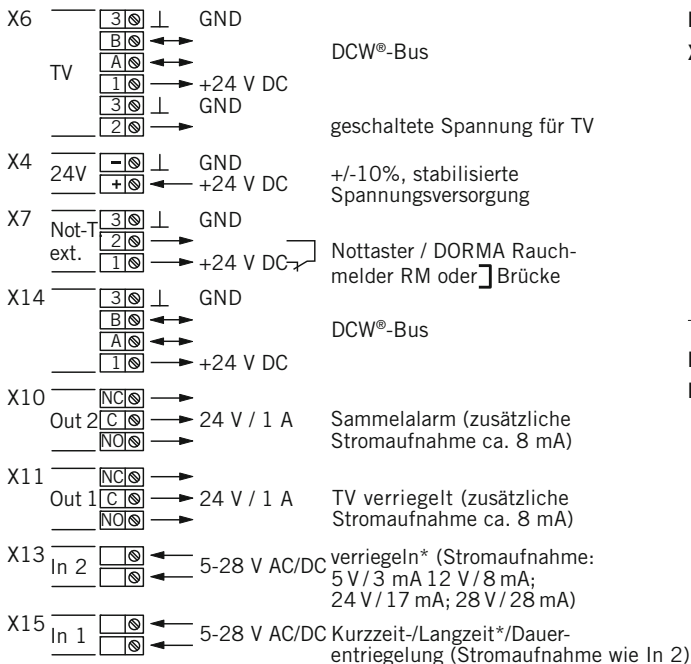 X6
TV
3 GND
B
A
DCW®-Bus
1 +24 V DC
3 GND
2 geschaltete Spannung für TV
X4
24V
– GND
+ +24 V DC
+/-10%, stabilisierte
Spannungsversorgung
X7
Not-T
ext.
3 GND
2
1 +24 V DC
Nottaster / DORMA Rauch-
melder RM oder Brücke
X14
3 GND
B
A
DCW®-Bus
1 +24 V DC
X10
Out 2
NC
C 24 V / 1 A
NO
Sammelalarm (zusätzliche
Stromaufnahme ca. 8 mA)
X11
Out 1
NC
C 24 V / 1 A
NO
TV verriegelt (zusätzliche
Stromaufnahme ca. 8 mA)
X13
In 2
5-28 V AC/DC
verriegeln* (Stromaufnahme:
5 V / 3 mA 12 V / 8 mA;
24 V / 17 mA; 28 V / 28 mA)
X15
In 1
5-28 V AC/DC
Kurzzeit-/Langzeit*/Dauer-
entriegelung (Stromaufnahme wie In 2)